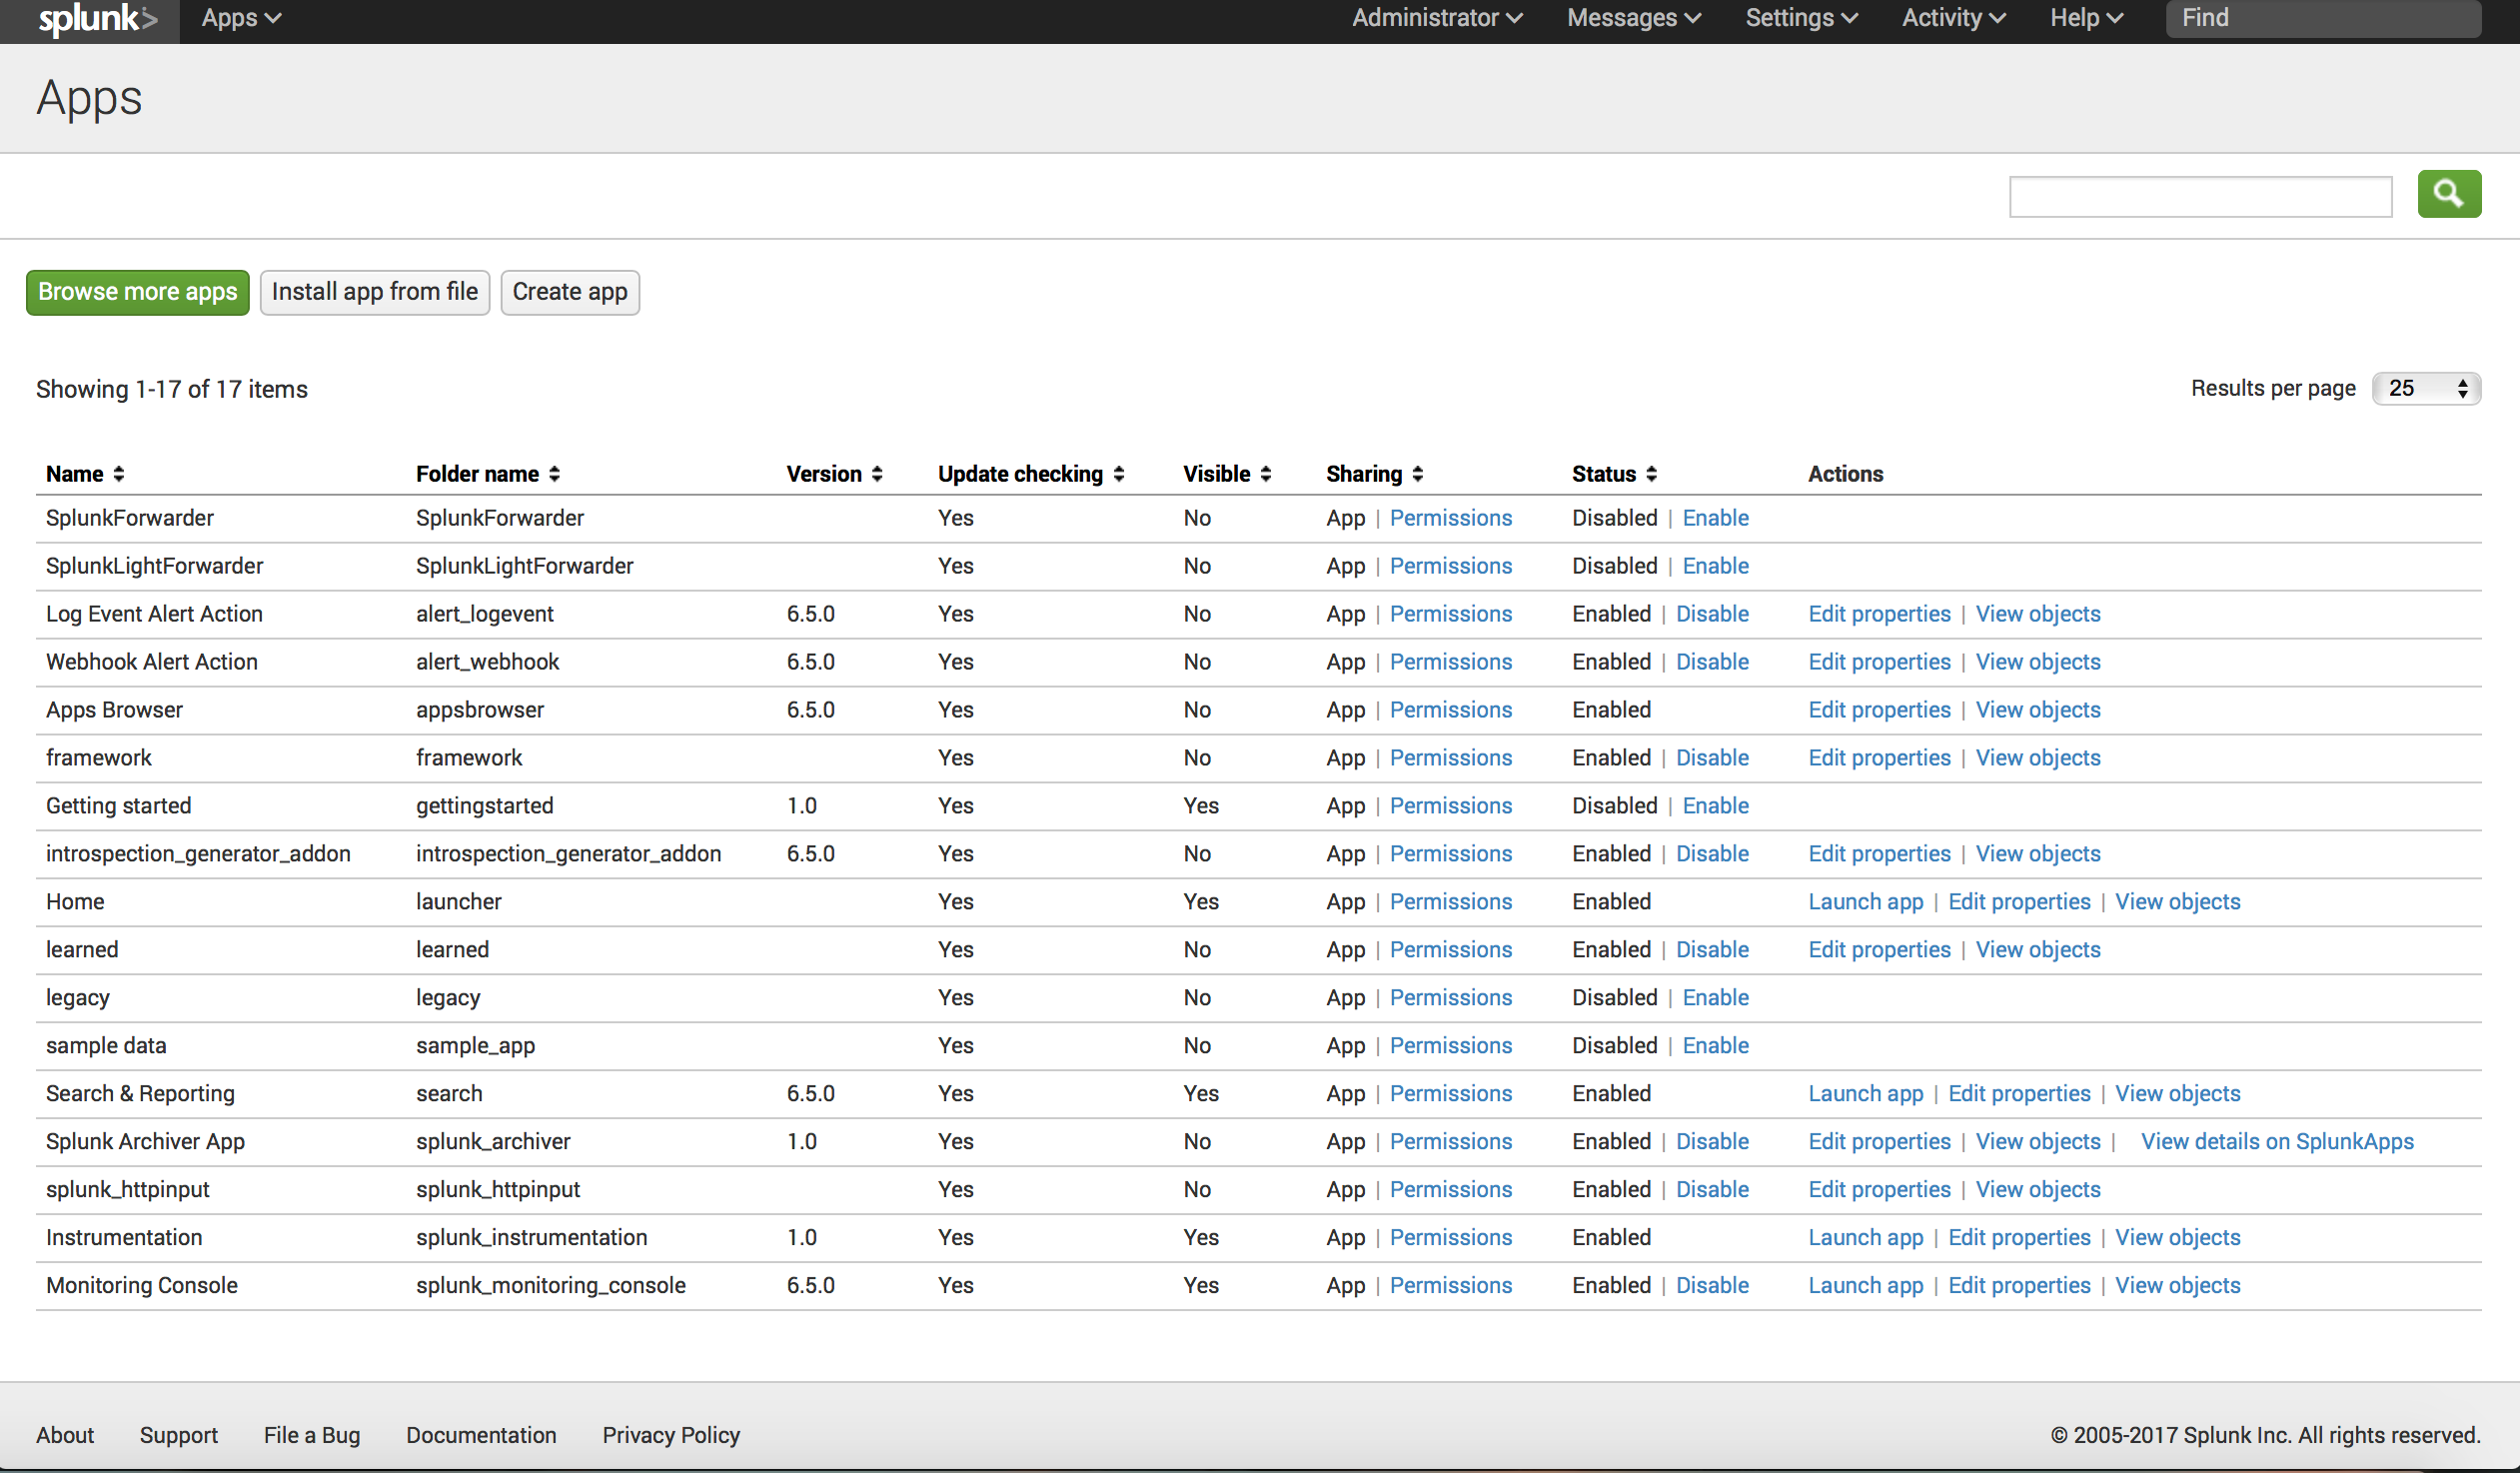 splunk> Apps Administrator Messages Settings Activity Help Find
Apps
Browse more apps Install app from file Create app
Showing 1-17 of 17 items Results per page 25
Name Folder name Version Update checking Visible Sharing Status Actions
SplunkForwarder SplunkForwarder Yes No App | Permissions Disabled | Enable
SplunkLightForwarder SplunkLightForwarder Yes No App | Permissions Disabled | Enable
Log Event Alert Action alert_logevent 6.5.0 Yes No App | Permissions Enabled | Disable Edit properties | View objects
Webhook Alert Action alert_webhook 6.5.0 Yes No App | Permissions Enabled | Disable Edit properties | View objects
Apps Browser appsbrowser 6.5.0 Yes No App | Permissions Enabled Edit properties | View objects
framework framework Yes No App | Permissions Enabled | Disable Edit properties | View objects
Getting started gettingstarted 1.0 Yes Yes App | Permissions Disabled | Enable
introspection_generator_addon introspection_generator_addon 6.5.0 Yes No App | Permissions Enabled | Disable Edit properties | View objects
Home launcher Yes Yes App | Permissions Enabled Launch app | Edit properties | View objects
learned learned Yes No App | Permissions Enabled | Disable Edit properties | View objects
legacy legacy Yes No App | Permissions Disabled | Enable
sample data sample_app Yes No App | Permissions Disabled | Enable
Search & Reporting search 6.5.0 Yes Yes App | Permissions Enabled Launch app | Edit properties | View objects
Splunk Archiver App splunk_archiver 1.0 Yes No App | Permissions Enabled | Disable Edit properties | View objects | View details on SplunkApps
splunk_httpinput splunk_httpinput Yes No App | Permissions Enabled | Disable Edit properties | View objects
Instrumentation splunk_instrumentation 1.0 Yes Yes App | Permissions Enabled Launch app | Edit properties | View objects
Monitoring Console splunk_monitoring_console 6.5.0 Yes Yes App | Permissions Enabled | Disable Launch app | Edit properties | View objects
About Support File a Bug Documentation Privacy Policy © 2005-2017 Splunk Inc. All rights reserved.